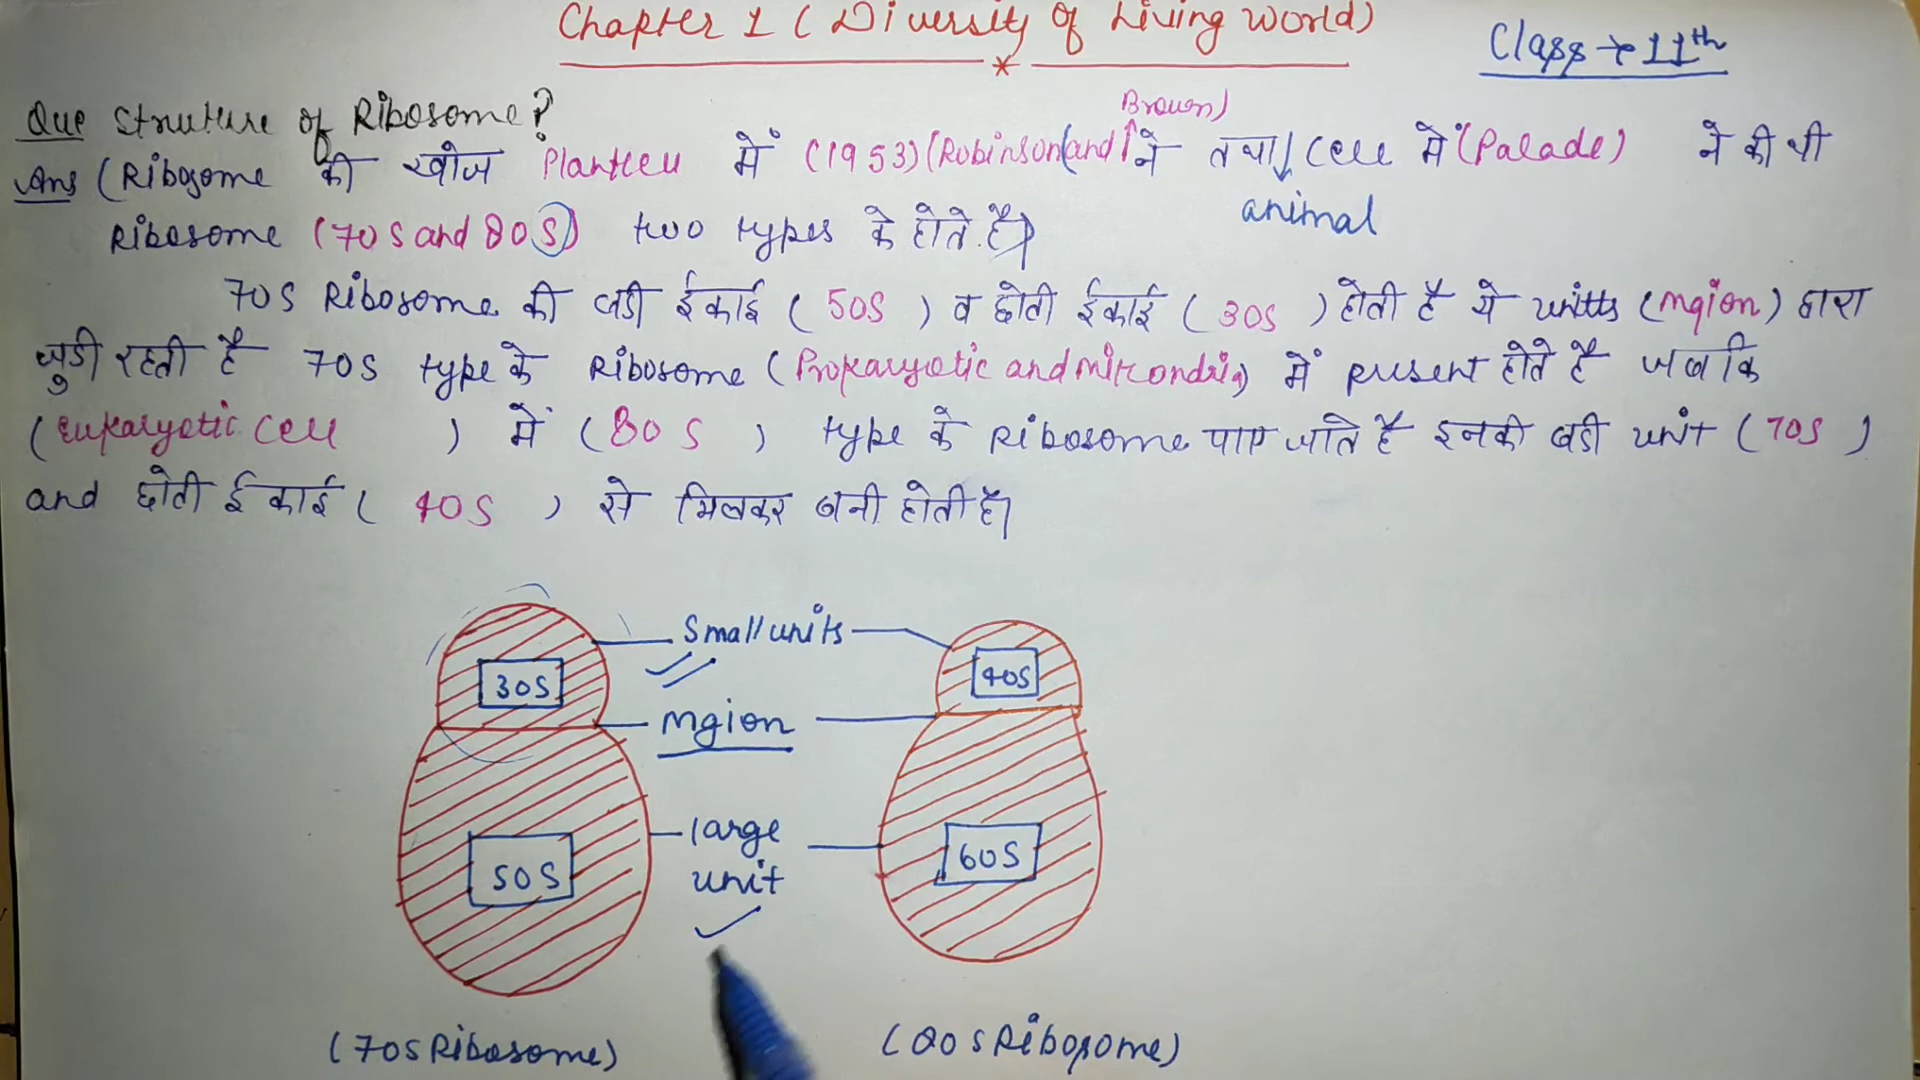 Chapter 1 ( Diversity of Living World)
Class → 11th
Que Struture of Ribosome?
Brown)
Ans (Ribosome की खोज Plantcell में (1953) (Robinson and ने तथा Cell में (Palade) ने की थी
animal
Ribosome (70S and 80S) two types के होते है)
70S Ribosome की बडी ईकाई ( 50S ) व छोती ईकाई ( 30S ) होती है ये units (mgion) द्वारा
जुडी रहती है 70S type के Ribosome (Prokaryotic and) में present होते है जबकि
(Eukaryotic Cell ) में ( 80 S ) type के Ribosome पाए जाते है इनकी बडी unit ( 70S )
and छोती ईकाई ( 40S ) से मिलकर बनी होती है।
Small units
30S
40S
mgion
large
unit
50S
60S
(70S Ribosome)
(80S Ribosome)